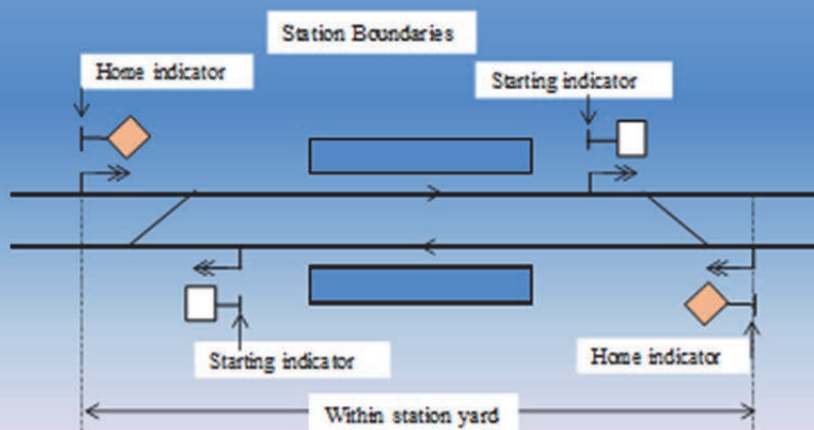 Station Boundaries
Home indicator
Starting indicator
Starting indicator
Home indicator
Within station yard